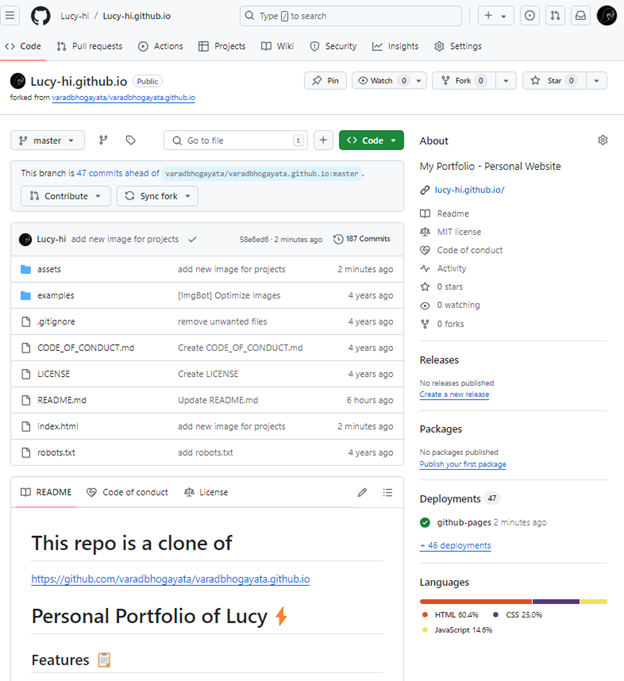 Lucy-hi / Lucy-hi.github.io
Type / to search
Code Pull requests Actions Projects Wiki Security Insights Settings
Lucy-hi.github.io Public
forked from varadbhogayata/varadbhogayata.github.io
Pin Watch 0 Fork 0 Star 0
master
Go to file t
Code
This branch is 47 commits ahead of varadbhogayata/varadbhogayata.github.io:master .
Contribute Sync fork
Lucy-hi add new image for projects 58e6ed6 · 2 minutes ago 187 Commits
assets add new image for projects 2 minutes ago
examples [ImgBot] Optimize images 4 years ago
.gitignore remove unwanted files 4 years ago
CODE_OF_CONDUCT.md Create CODE_OF_CONDUCT.md 4 years ago
LICENSE Create LICENSE 4 years ago
README.md Update README.md 6 hours ago
index.html add new image for projects 2 minutes ago
robots.txt add robots.txt 4 years ago
README Code of conduct License
This repo is a clone of
https://github.com/varadbhogayata/varadbhogayata.github.io
Personal Portfolio of Lucy ⚡
Features 📋
About
My Portfolio - Personal Website
lucy-hi.github.io/
Readme
MIT license
Code of conduct
Activity
0 stars
0 watching
0 forks
Releases
No releases published
Create a new release
Packages
No packages published
Publish your first package
Deployments 47
github-pages 2 minutes ago
+ 46 deployments
Languages
HTML 60.4% CSS 25.0%
JavaScript 14.6%